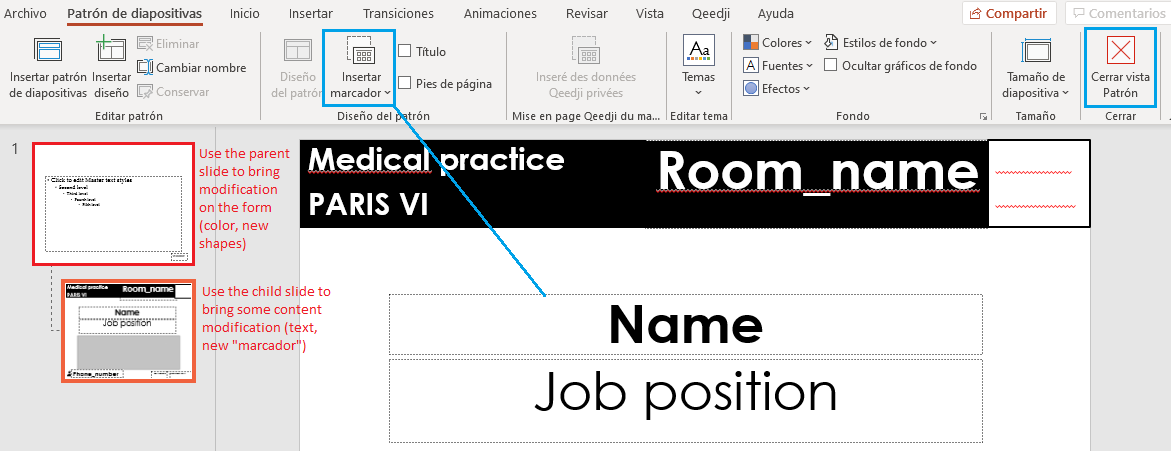 Archivo Patrón de diapositivas Inicio Insertar Transiciones Animaciones Revisar Vista Qeedji Ayuda Compartir Comentarios
Insertar patrón de diapositivas
Insertar diseño
Eliminar
Cambiar nombre
Conservar
Editar patrón
Diseño del patrón
Insertar marcador
Título
Pies de página
Diseño del patrón
Inseré des données Qeedji privées
Mise en page Qeedji du ma...
Temas
Editar tema
Colores
Fuentes
Efectos
Estilos de fondo
Ocultar gráficos de fondo
Fondo
Tamaño de diapositiva
Tamaño
Cerrar vista Patrón
Cerrar
1
Click to edit Master text styles
Second level
Third level
Fourth level
Fifth level
Use the parent
slide to bring
modification
on the form
(color, new
shapes)
Medical practice
PARIS VI
Room_name
Name
Job position
Phone_number
Use the child slide to
bring some content
modification (text,
new "marcador")
Medical practice
PARIS VI
Room_name
Name
Job position